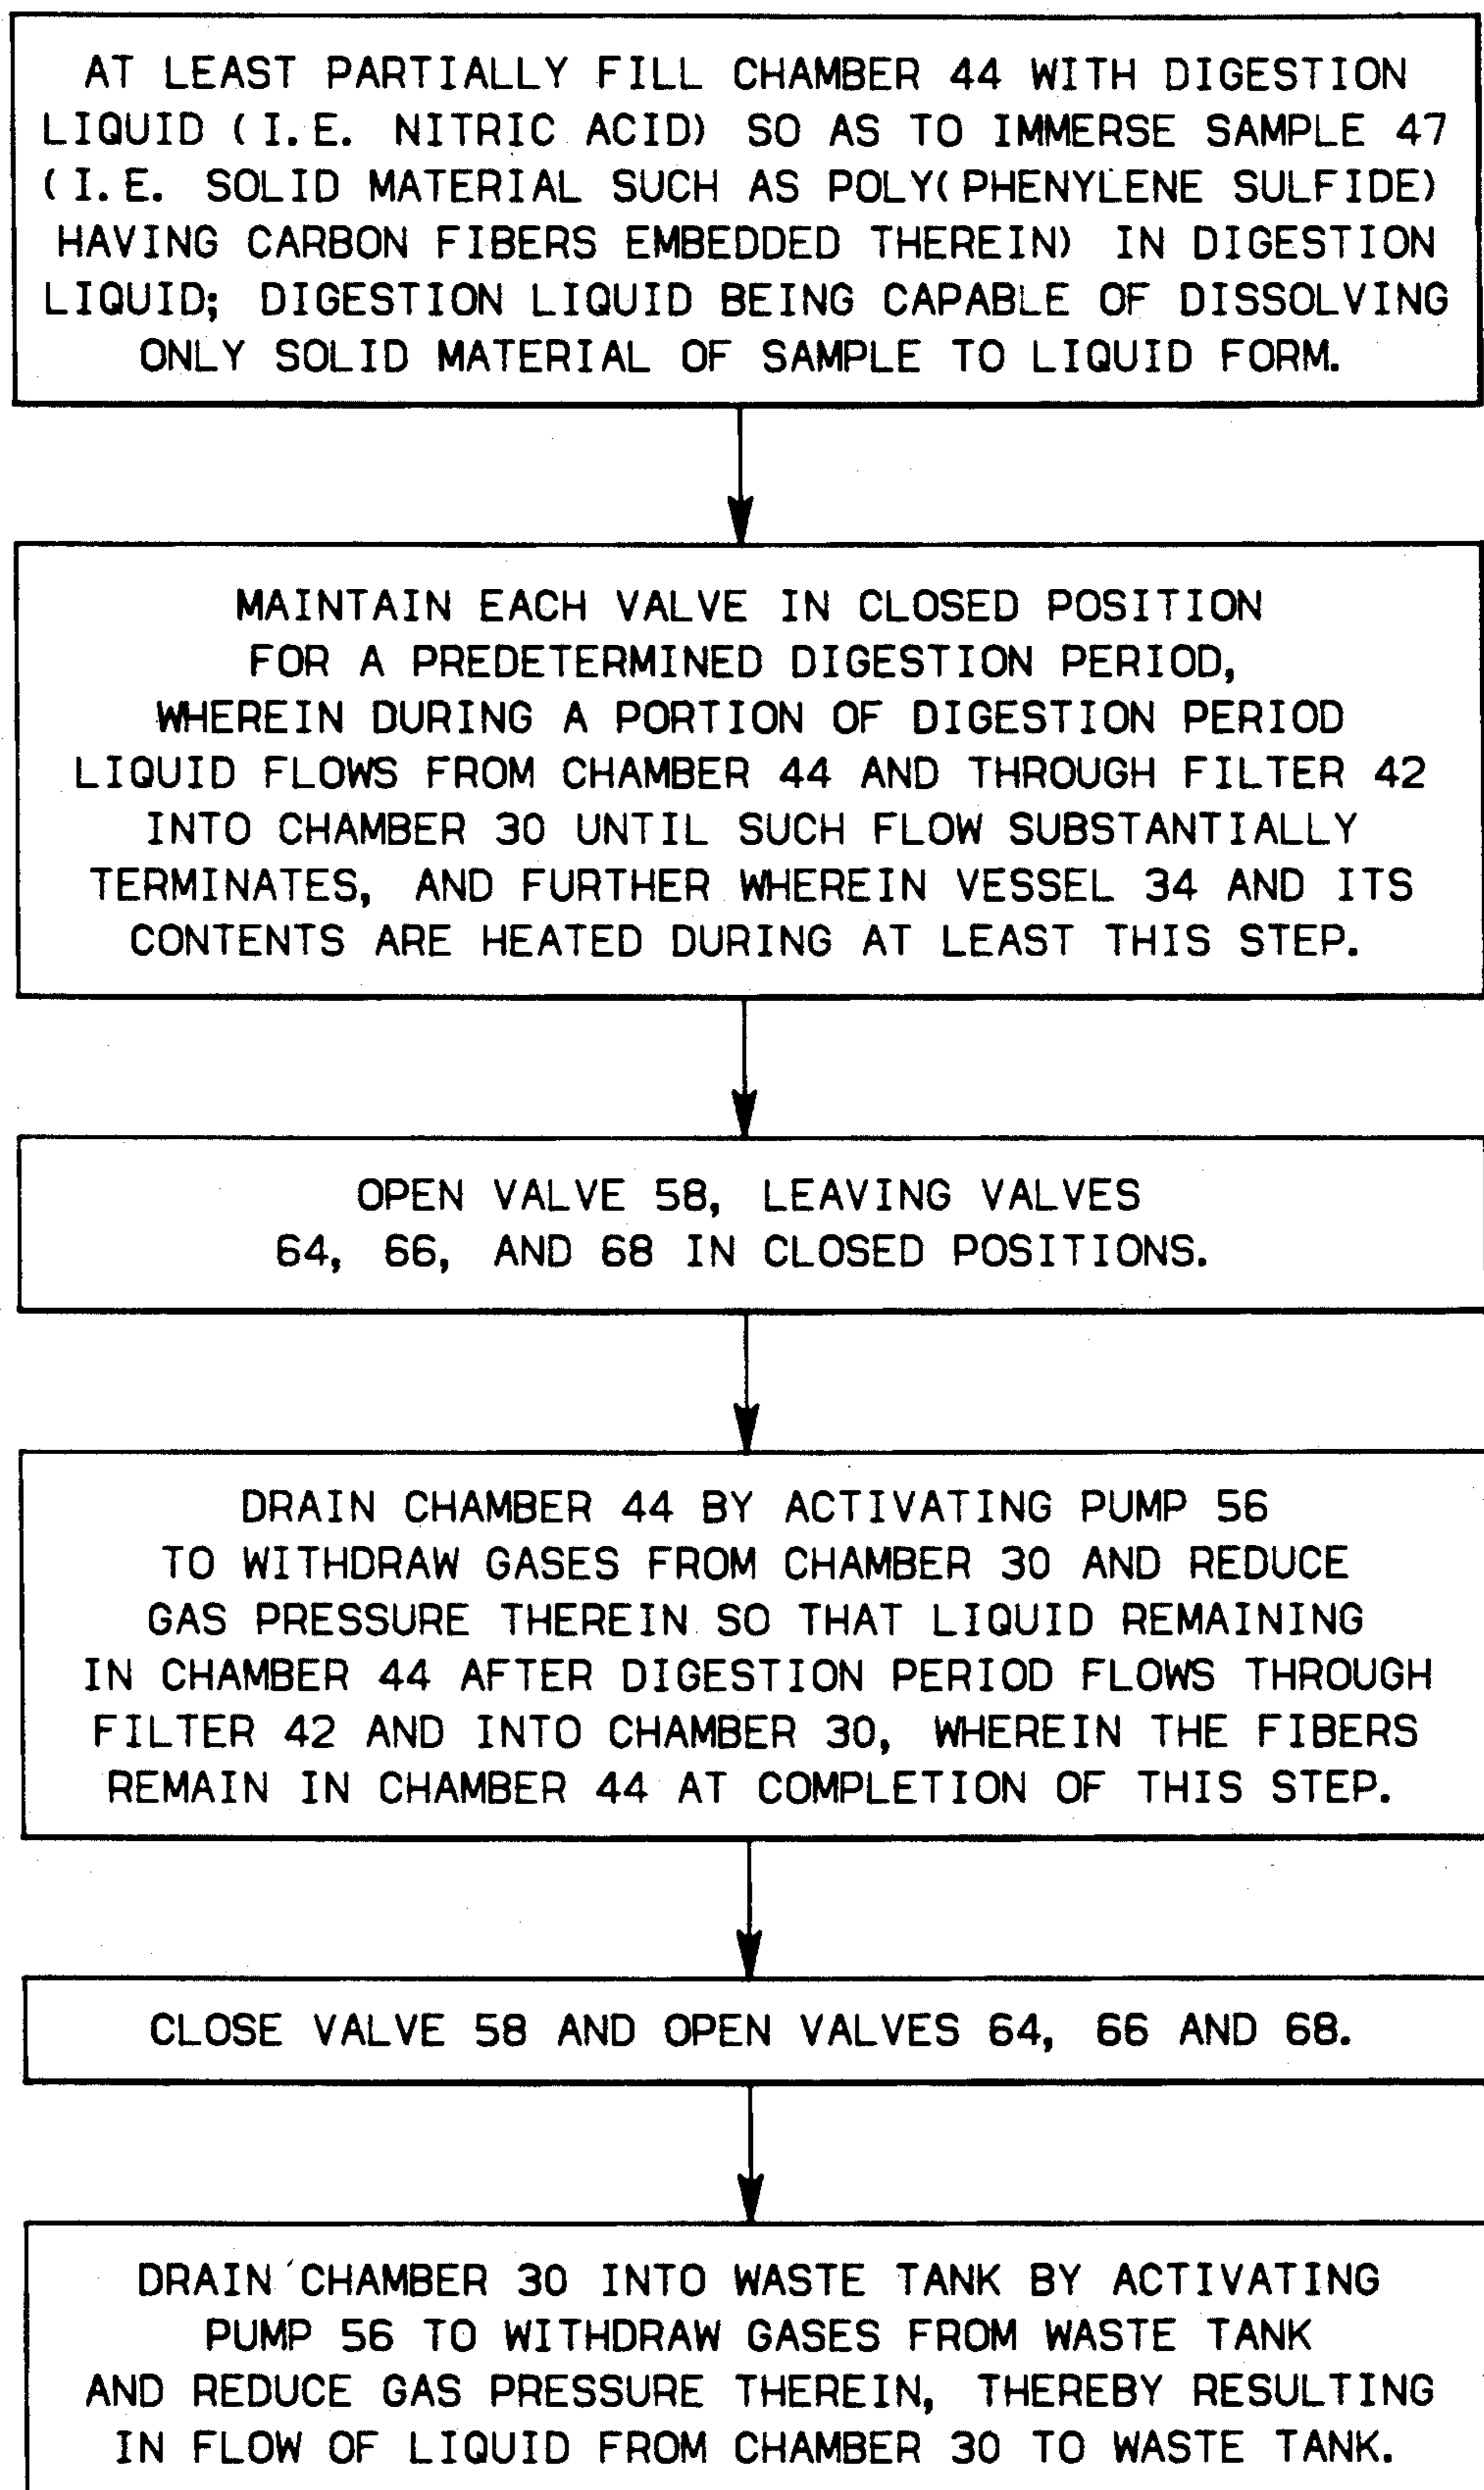 AT LEAST PARTIALLY FILL CHAMBER 44 WITH DIGESTION
LIQUID (I.E. NITRIC ACID) SO AS TO IMMERSE SAMPLE 47
(I.E. SOLID MATERIAL SUCH AS POLY(PHENYLENE SULFIDE)
HAVING CARBON FIBERS EMBEDDED THEREIN) IN DIGESTION
LIQUID; DIGESTION LIQUID BEING CAPABLE OF DISSOLVING
ONLY SOLID MATERIAL OF SAMPLE TO LIQUID FORM.
MAINTAIN EACH VALVE IN CLOSED POSITION
FOR A PREDETERMINED DIGESTION PERIOD,
WHEREIN DURING A PORTION OF DIGESTION PERIOD
LIQUID FLOWS FROM CHAMBER 44 AND THROUGH FILTER 42
INTO CHAMBER 30 UNTIL SUCH FLOW SUBSTANTIALLY
TERMINATES, AND FURTHER WHEREIN VESSEL 34 AND ITS
CONTENTS ARE HEATED DURING AT LEAST THIS STEP.
OPEN VALVE 58, LEAVING VALVES
64, 66, AND 68 IN CLOSED POSITIONS.
DRAIN CHAMBER 44 BY ACTIVATING PUMP 56
TO WITHDRAW GASES FROM CHAMBER 30 AND REDUCE
GAS PRESSURE THEREIN SO THAT LIQUID REMAINING
IN CHAMBER 44 AFTER DIGESTION PERIOD FLOWS THROUGH
FILTER 42 AND INTO CHAMBER 30, WHEREIN THE FIBERS
REMAIN IN CHAMBER 44 AT COMPLETION OF THIS STEP.
CLOSE VALVE 58 AND OPEN VALVES 64, 66 AND 68.
DRAIN CHAMBER 30 INTO WASTE TANK BY ACTIVATING
PUMP 56 TO WITHDRAW GASES FROM WASTE TANK
AND REDUCE GAS PRESSURE THEREIN, THEREBY RESULTING
IN FLOW OF LIQUID FROM CHAMBER 30 TO WASTE TANK.